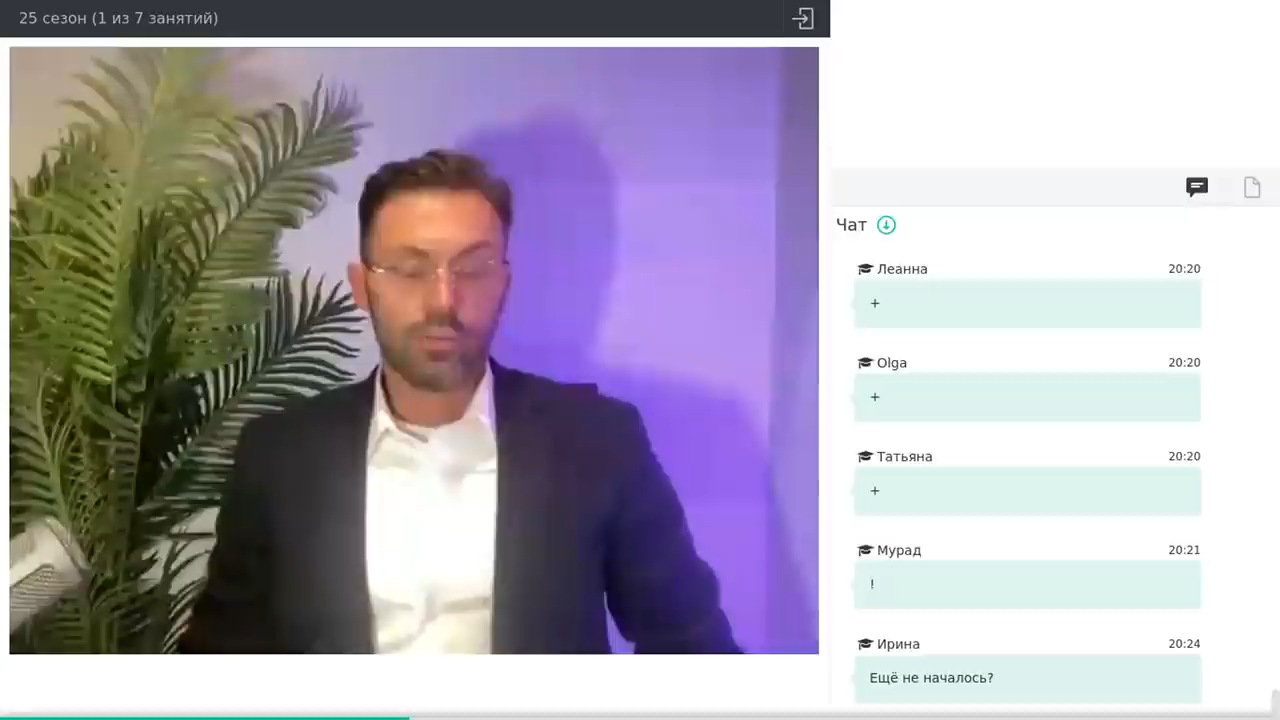 25 сезон (1 из 7 занятий)
Чат
Леанна 20:20
+
Olga 20:20
+
Татьяна 20:20
+
Мурад 20:21
!
Ирина 20:24
Ещё не началось?